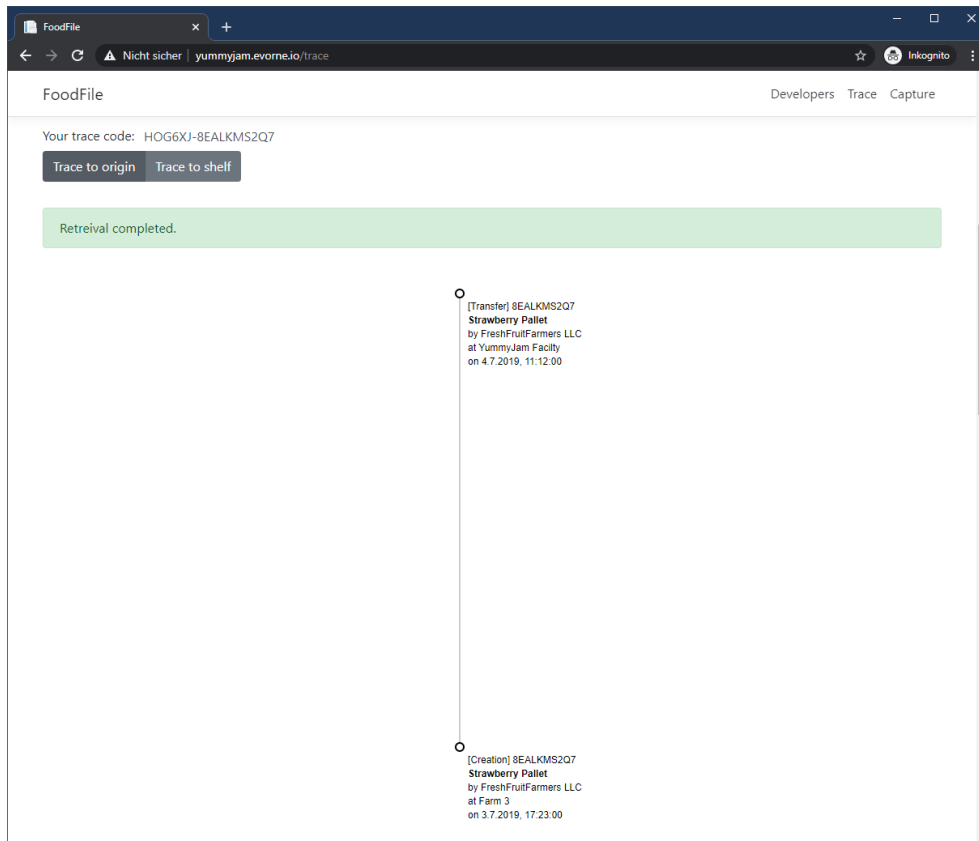 FoodFile
Nicht sicher | yummyjam.evorne.io/trace
Inkognito
FoodFile
Developers Trace Capture
Your trace code: HOG6XJ-8EALKMS2Q7
Trace to origin Trace to shelf
Retreival completed.
[Transfer] 8EALKMS2Q7
Strawberry Pallet
by FreshFruitFarmers LLC
at YummyJam Facilty
on 4.7.2019, 11:12:00
[Creation] 8EALKMS2Q7
Strawberry Pallet
by FreshFruitFarmers LLC
at Farm 3
on 3.7.2019, 17:23:00